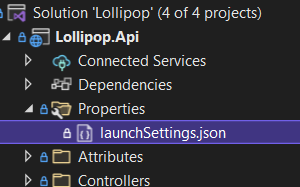 Solution 'Lollipop' (4 of 4 projects)
Lollipop.Api
Connected Services
Dependencies
Properties
launchSettings.json
Attributes
Controllers